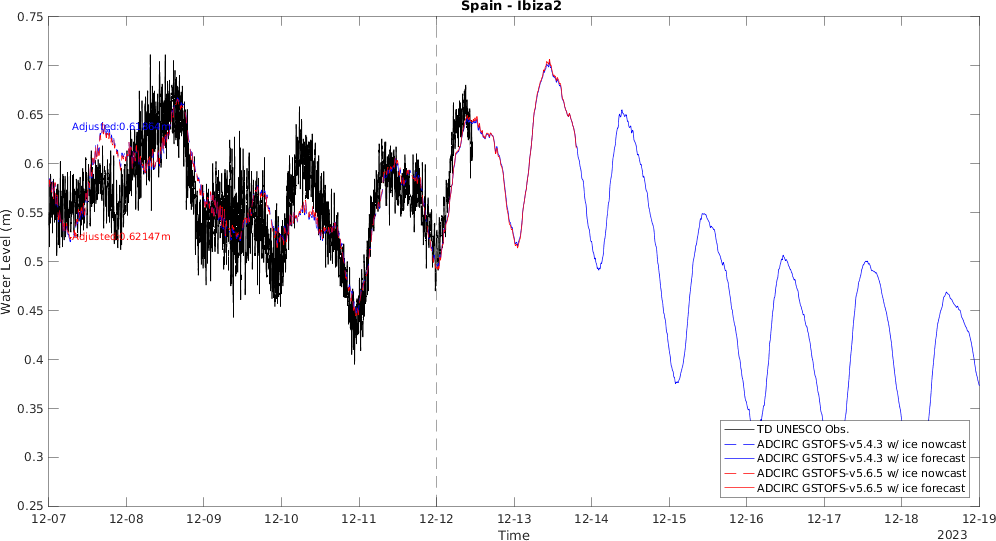 Spain - Ibiza2
0.75
0.7
0.65
0.6
0.55
0.5
0.45
0.4
0.35
0.3
0.25
Water Level (m)
Adjusted:0.62147m
TD UNESCO Obs.
ADCIRC GSTOFS-v5.4.3 w/ ice nowcast
ADCIRC GSTOFS-v5.4.3 w/ ice forecast
ADCIRC GSTOFS-v5.6.5 w/ ice nowcast
ADCIRC GSTOFS-v5.6.5 w/ ice forecast
12-07 12-08 12-09 12-10 12-11 12-12 12-13 12-14 12-15 12-16 12-17 12-18 12-19
Time
2023